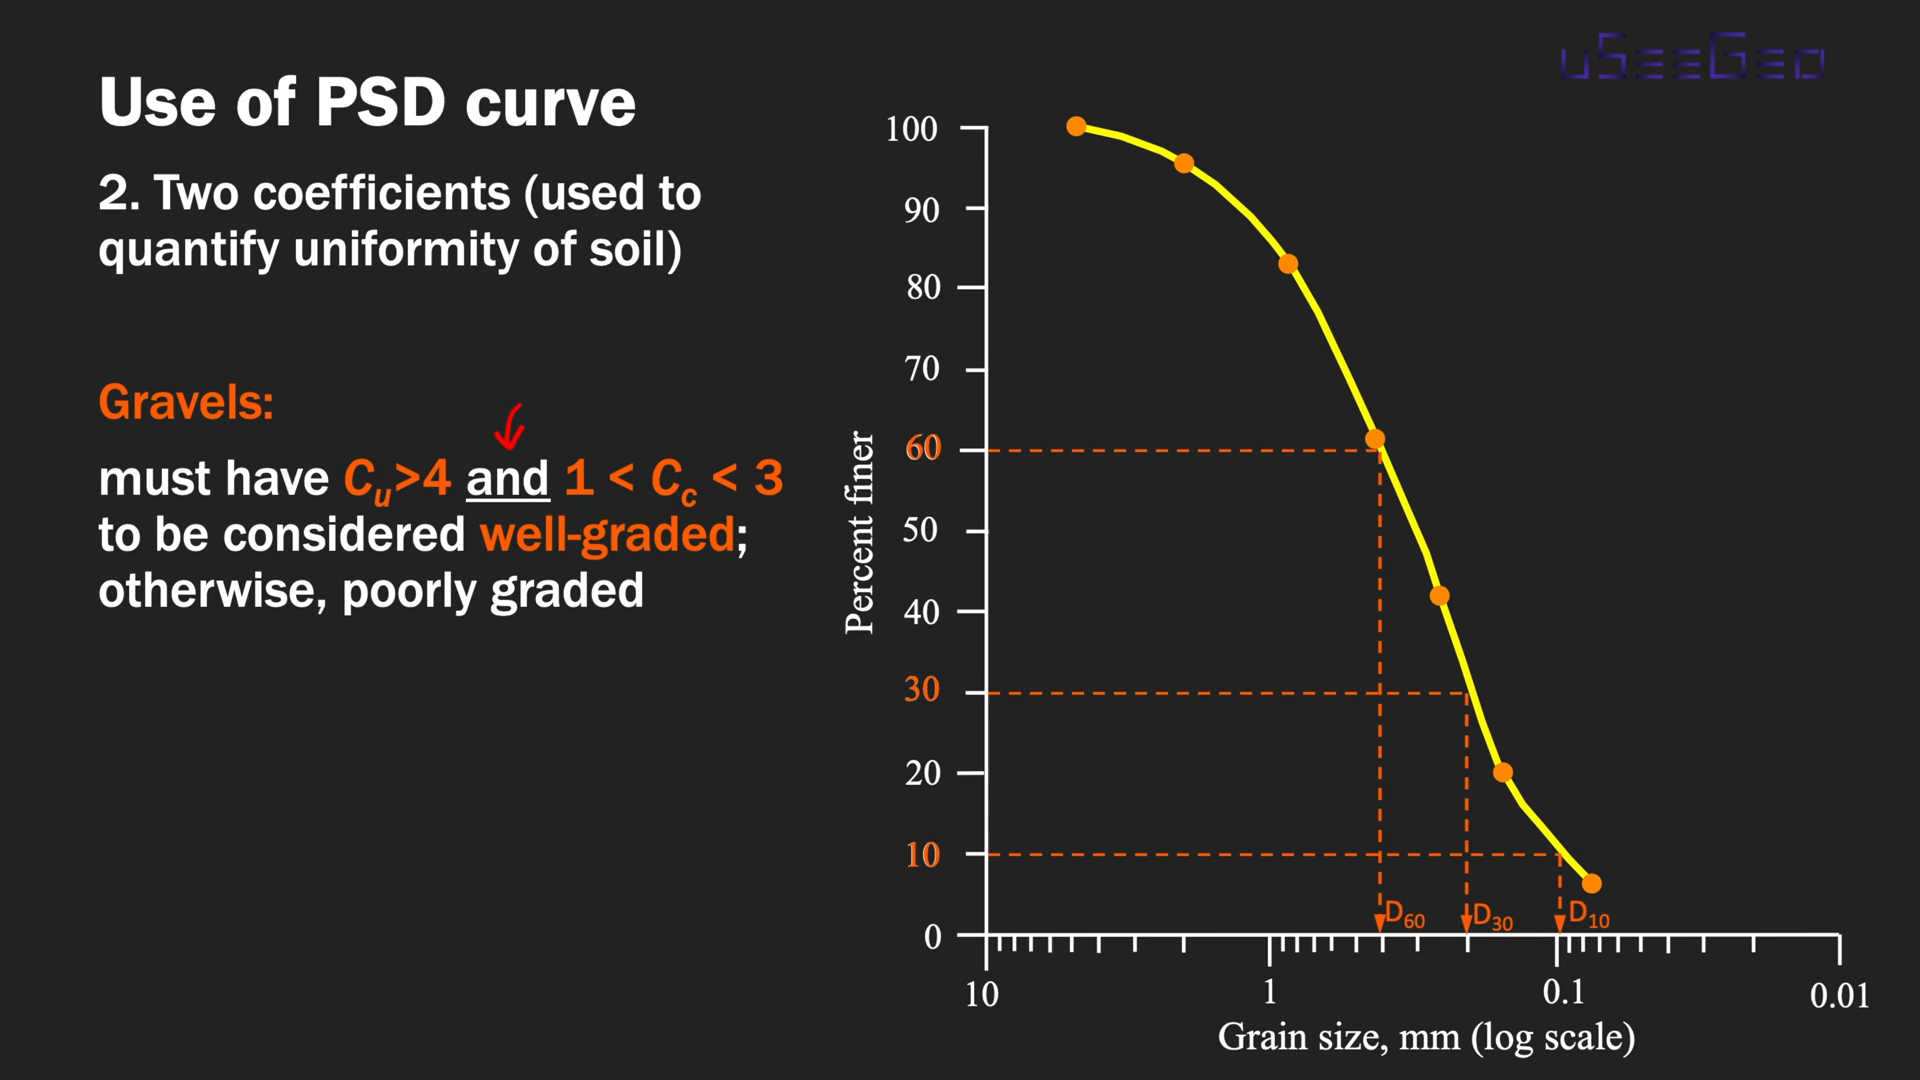 uSeeGeo
Use of PSD curve
2. Two coefficients (used to
quantify uniformity of soil)
Gravels:
must have Cu>4 and 1 < Cc < 3
to be considered well-graded;
otherwise, poorly graded
100
90
80
70
60
50
40
30
20
10
0
Percent finer
D60
D30
D10
10
1
0.1
0.01
Grain size, mm (log scale)